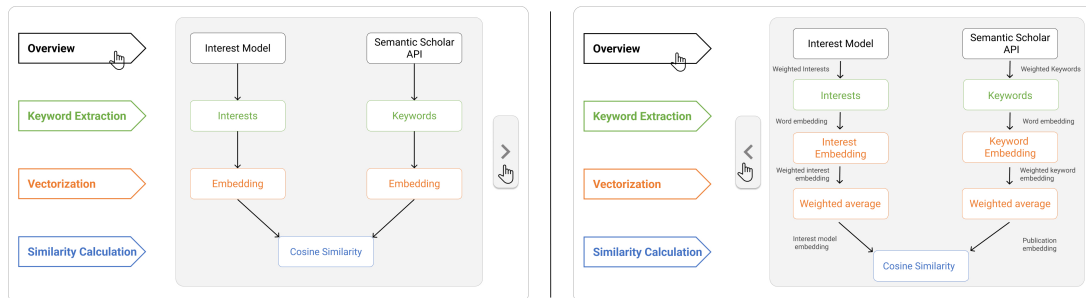 Overview
Keyword Extraction
Vectorization
Similarity Calculation
Interest Model
Semantic Scholar
API
Interests
Keywords
Embedding
Embedding
Cosine Similarity
Overview
Keyword Extraction
Vectorization
Similarity Calculation
Interest Model
Semantic Scholar
API
Weighted Interests
Weighted Keywords
Interests
Keywords
Word embedding
Word embedding
Interest
Embedding
Keyword
Embedding
Weighted interest
embedding
Weighted keyword
embedding
Weighted average
Weighted average
Interest model
embedding
Publication
embedding
Cosine Similarity